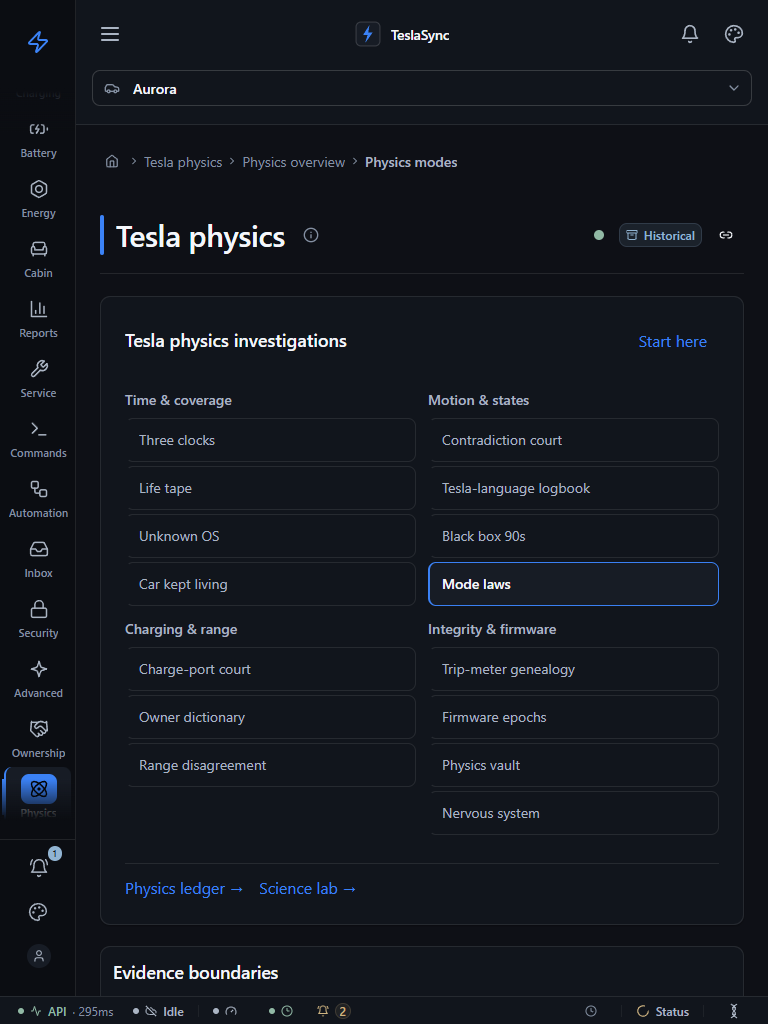 TeslaSync
Aurora
Charging
Battery
Energy
Cabin
Reports
Service
Commands
Automation
Inbox
Security
Advanced
Ownership
Physics
1
Tesla physics › Physics overview › Physics modes
Tesla physics
Historical
Tesla physics investigations
Start here
Time & coverage
Three clocks
Life tape
Unknown OS
Car kept living
Motion & states
Contradiction court
Tesla-language logbook
Black box 90s
Mode laws
Charging & range
Charge-port court
Owner dictionary
Range disagreement
Integrity & firmware
Trip-meter genealogy
Firmware epochs
Physics vault
Nervous system
Physics ledger →
Science lab →
Evidence boundaries
API · 295ms
Idle
2
Status